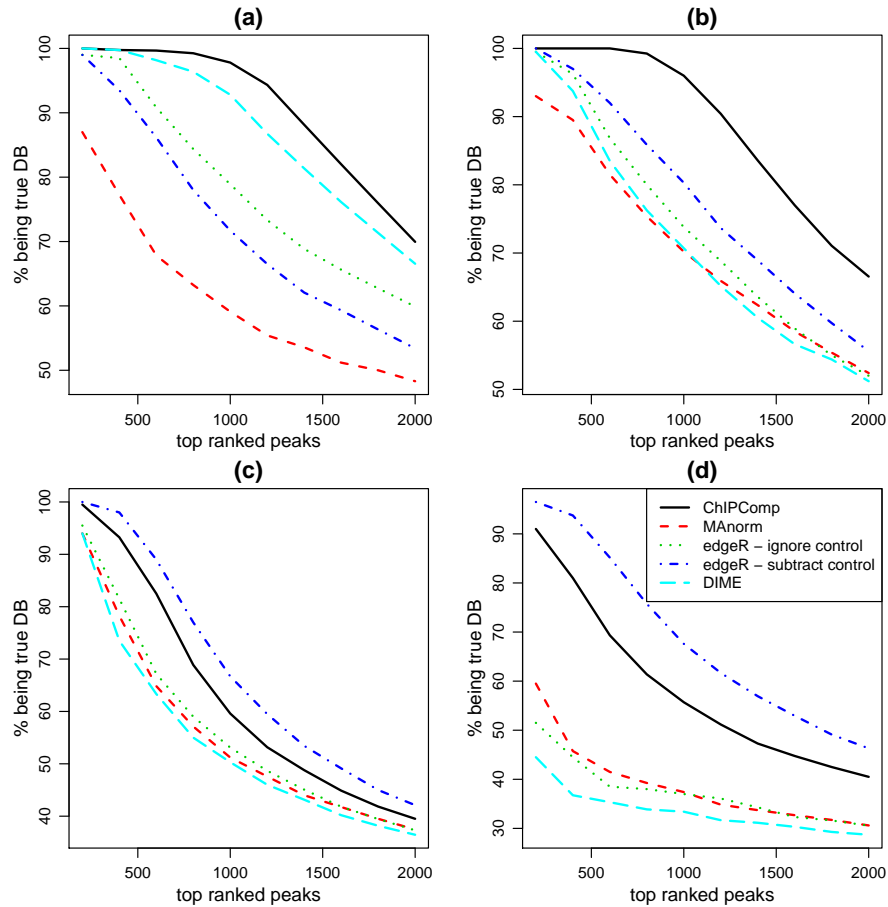 (a)
% being true DB
100
90
80
70
60
50
500
1000
1500
2000
top ranked peaks
(b)
% being true DB
100
90
80
70
60
50
500
1000
1500
2000
top ranked peaks
(c)
% being true DB
100
90
80
70
60
50
40
500
1000
1500
2000
top ranked peaks
(d)
% being true DB
90
80
70
60
50
40
30
500
1000
1500
2000
top ranked peaks
ChIPComp
MAnorm
edgeR − ignore control
edgeR − subtract control
DIME